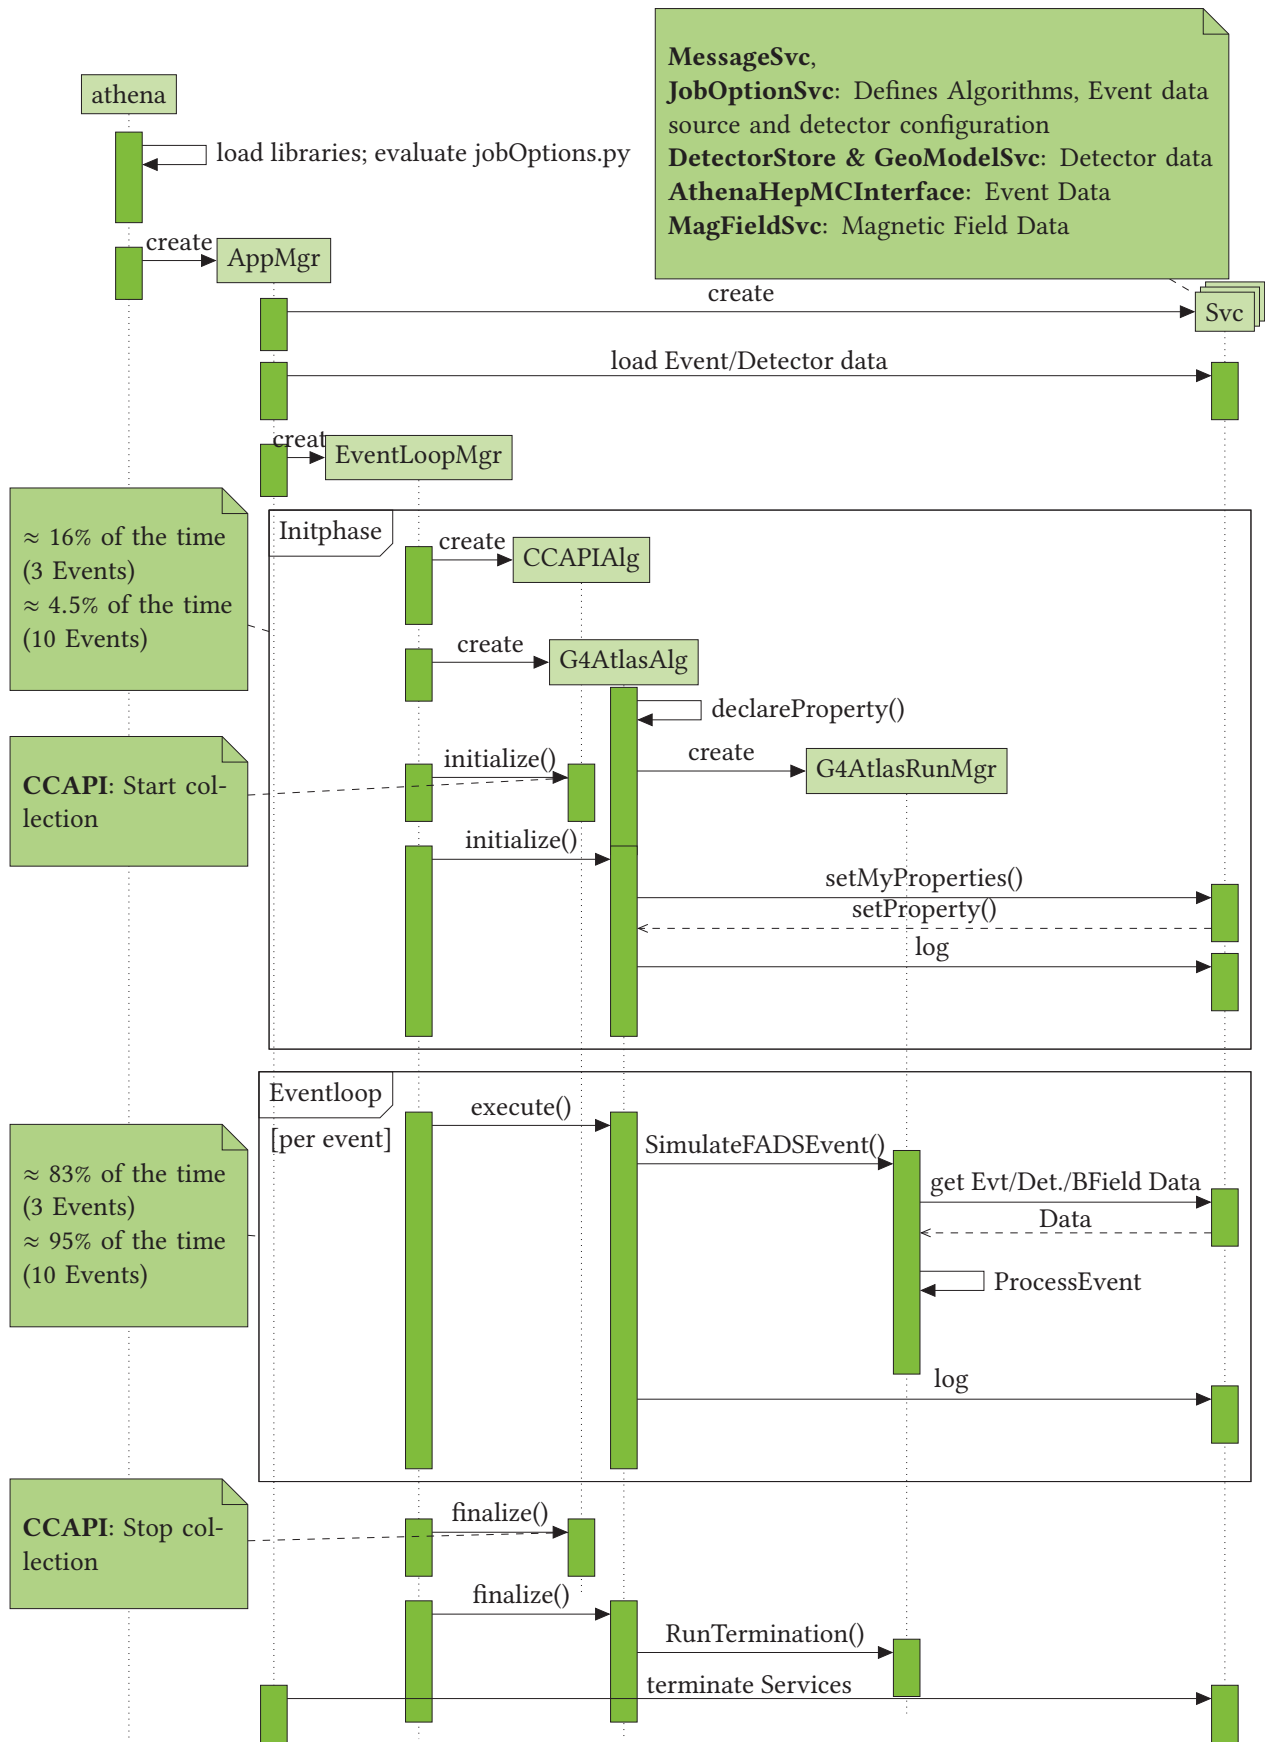 MessageSvc,
JobOptionSvc: Defines Algorithms, Event data
source and detector configuration
DetectorStore & GeoModelSvc: Detector data
AthenaHepMCInterface: Event Data
MagFieldSvc: Magnetic Field Data
athena
load libraries; evaluate jobOptions.py
create
AppMgr
create
Svc
load Event/Detector data
creat
EventLoopMgr
≈ 16% of the time
(3 Events)
≈ 4.5% of the time
(10 Events)
Initphase
create
CCAPIAlg
create
G4AtlasAlg
declareProperty()
create
G4AtlasRunMgr
CCAPI: Start col-
lection
initialize()
initialize()
setMyProperties()
setProperty()
log
Eventloop
[per event]
execute()
SimulateFADSEvent()
≈ 83% of the time
(3 Events)
≈ 95% of the time
(10 Events)
get Evt/Det./BField Data
Data
ProcessEvent
log
CCAPI: Stop col-
lection
finalize()
finalize()
RunTermination()
terminate Services